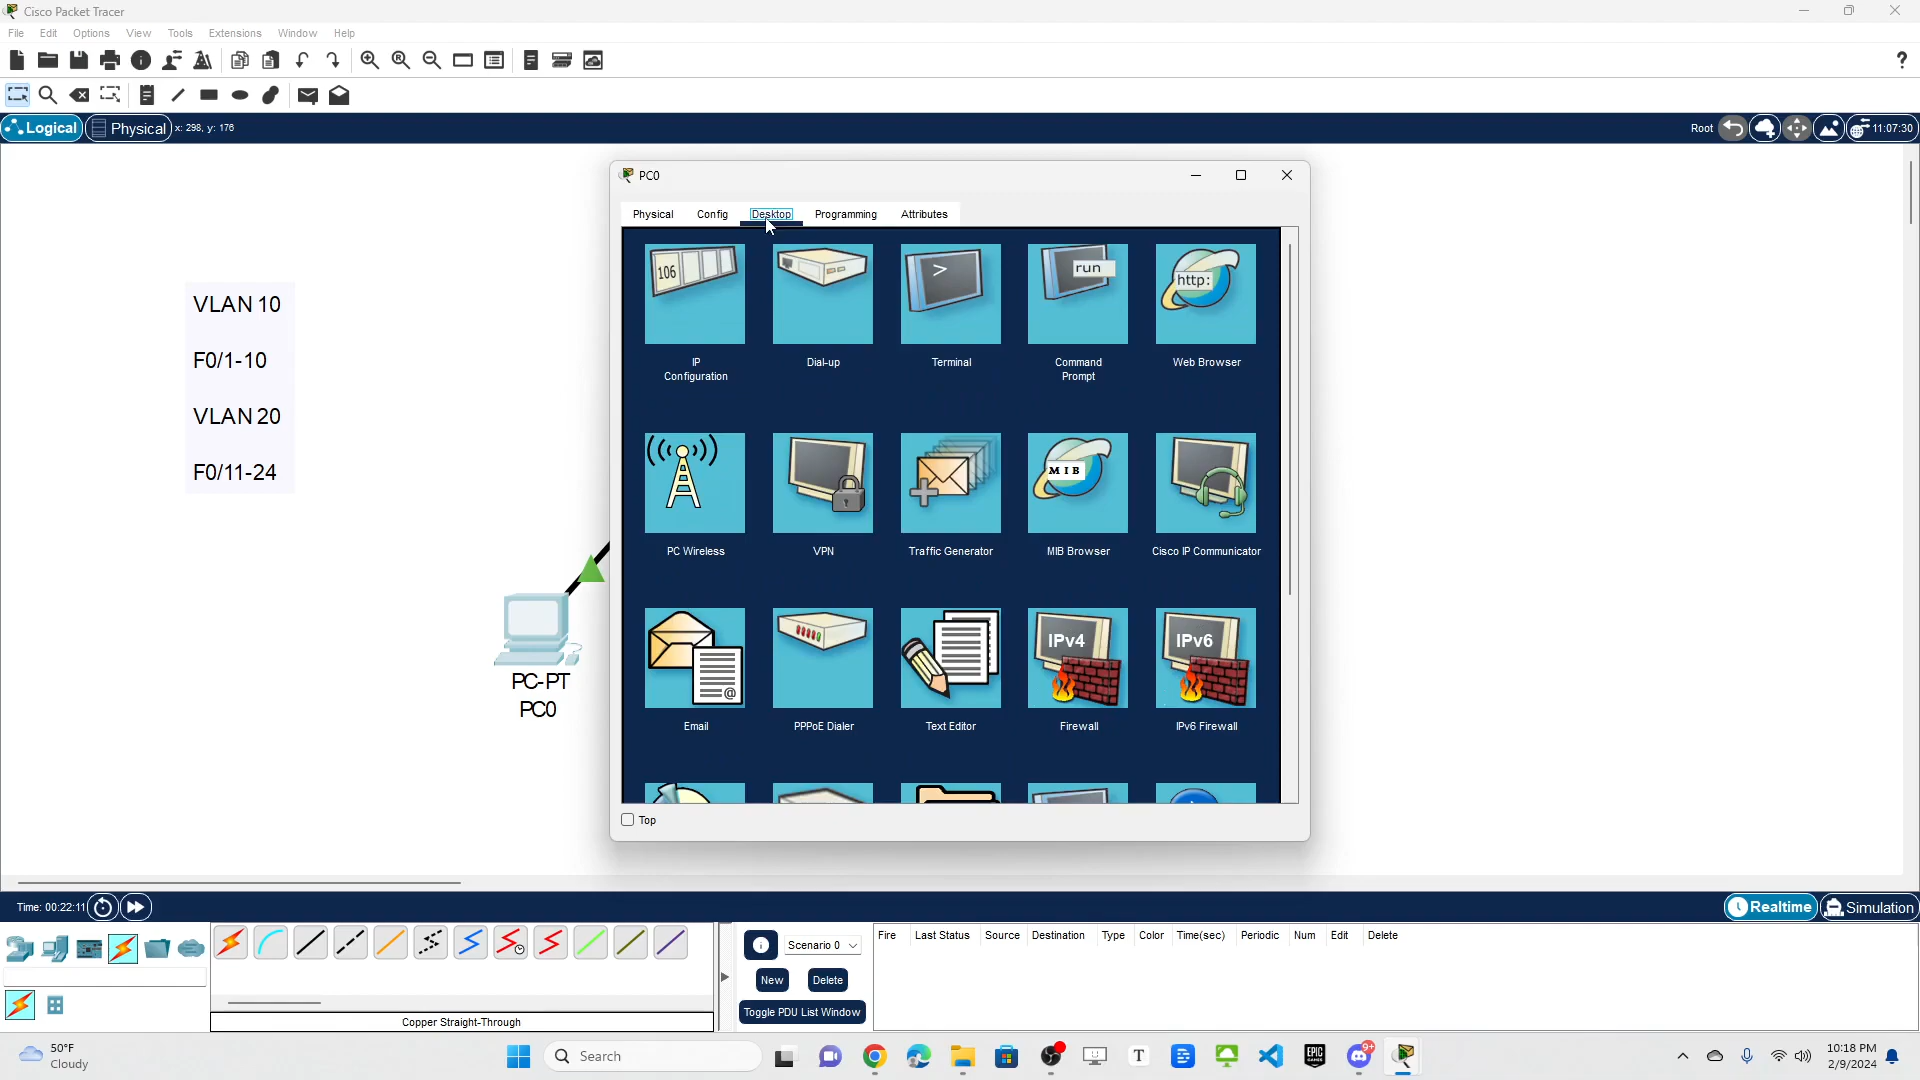 Cisco Packet Tracer
File Edit Options View Tools Extensions Window Help
?
Logical Physical x: 298, y: 176 Root 11:07:30
PC0
Physical Config Desktop Programming Attributes
106
>
run
http:
IP
Configuration
Dial-up
Terminal
Command
Prompt
Web Browser
VLAN 10
F0/1-10
VLAN 20
F0/11-24
MIB
PC Wireless VPN Traffic Generator MIB Browser Cisco IP Communicator
@
IPv4
IPv6
Email PPPoE Dialer Text Editor Firewall IPv6 Firewall
PC-PT
PC0
Top
Time: 00:22:11 Realtime Simulation
Scenario 0
New Delete
Toggle PDU List Window
Fire Last Status Source Destination Type Color Time(sec) Periodic Num Edit Delete
Copper Straight-Through
50°F
Cloudy
Search
T
EPIC
GAMES
9+
10:18 PM
2/9/2024